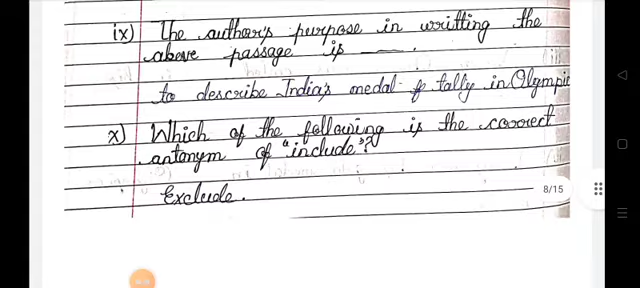 ix) The author's purpose in writting the
above passage is ____.
to describe India's medal tally in Olympic
x) Which of the following is the correct
antonym of "include"?
Exclude.
8/15